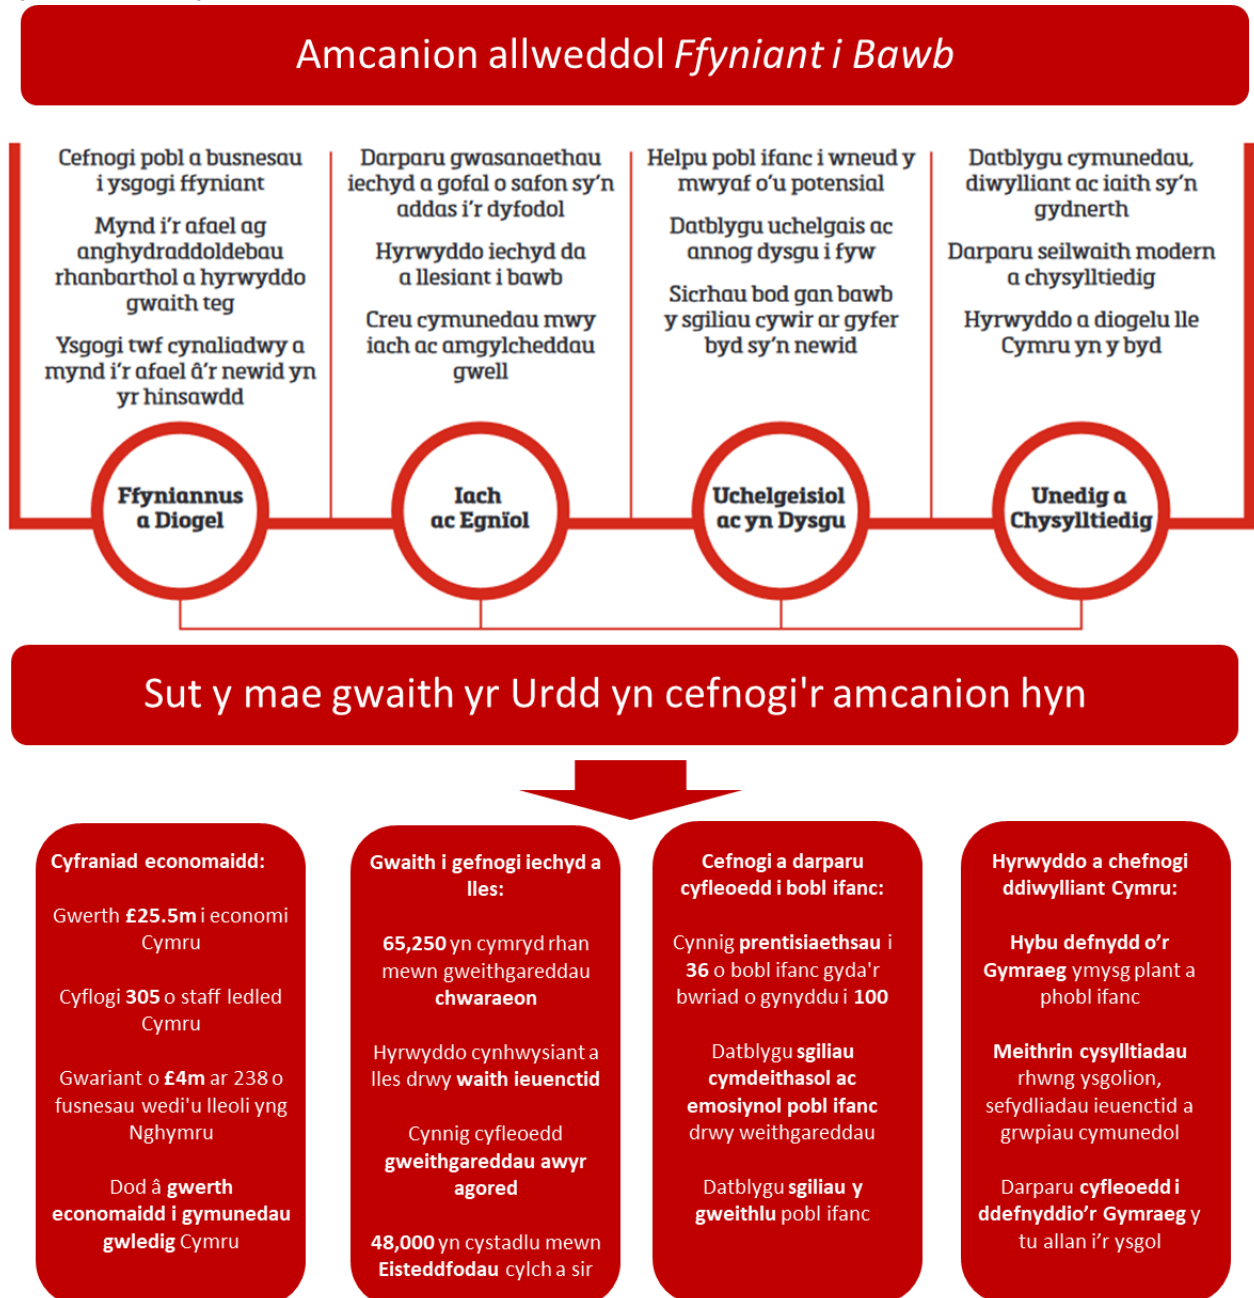 Amcanion allweddol Ffyniant i Bawb
Cefnogi pobl a busnesau
i ysgogi ffyniant
Mynd i'r afael ag
anghydraddoldebau
rhanbarthol a hyrwyddo
gwaith teg
Ysgogi twf cynaliadwy a
mynd i'r afael â'r newid yn
yr hinsawdd
Ffyniannus
a Diogel
Darparu gwasanaethau
iechyd a gofal o safon sy'n
addas i'r dyfodol
Hyrwyddo iechyd da
a llesiant i bawb
Creu cymunedau mwy
iach ac amgylcheddau
gwell
Iach
ac Egnïol
Helpu pobl ifanc i wneud y
mwyaf o'u potensial
Datblygu uchelgais ac
annog dysgu i fyw
Sicrhau bod gan bawb
y sgiliau cywir ar gyfer
byd sy'n newid
Uchelgeisiol
ac yn Dysgu
Datblygu cymunedau,
diwylliant ac iaith sy'n
gydnerth
Darparu seilwaith modern
a chysylltiedig
Hyrwyddo a diogelu lle
Cymru yn y byd
Unedig a
Chysylltiedig
Sut y mae gwaith yr Urdd yn cefnogi'r amcanion hyn
Cyfraniad economaidd:
Gwerth £25.5m i economi
Cymru
Cyflogi 305 o staff ledled
Cymru
Gwariant o £4m ar 238 o
fusnesau wedi'u lleoli yng
Nghymru
Dod â gwerth
economaidd i gymunedau
gwledig Cymru
Gwaith i gefnogi iechyd a
lles:
65,250 yn cymryd rhan
mewn gweithgareddau
chwaraeon
Hyrwyddo cynhwysiant a
lles drwy waith ieuenctid
Cynnig cyfleoedd
gweithgareddau awyr
agored
48,000 yn cystadlu mewn
Eisteddfodau cylch a sir
Cefnogi a darparu
cyfleoedd i bobl ifanc:
Cynnig prentisiaethsau i
36 o bobl ifanc gyda'r
bwriad o gynyddu i 100
Datblygu sgiliau
cymdeithasol ac
emosiynol pobl ifanc
drwy weithgareddau
Datblygu sgiliau y
gweithlu pobl ifanc
Hyrwyddo a chefnogi
ddiwylliant Cymru:
Hybu defnydd o'r
Gymraeg ymysg plant a
phobl ifanc
Meithrin cysylltiadau
rhwng ysgolion,
sefydliadau ieuenctid a
grwpiau cymunedol
Darparu cyfleoedd i
ddefnyddio'r Gymraeg y
tu allan i'r ysgol